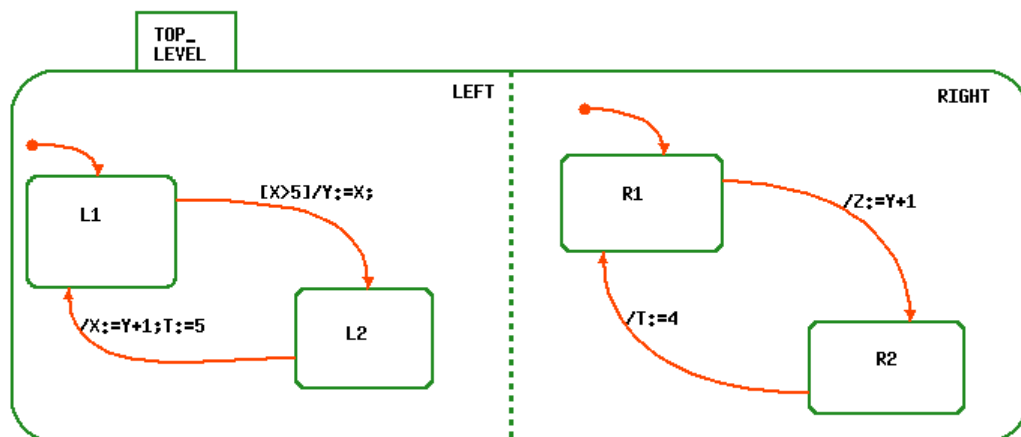 TOP_
LEVEL
LEFT
RIGHT
[X>5]/Y:=X;
L1
/X:=Y+1;T:=5
L2
R1
/Z:=Y+1
/T:=4
R2